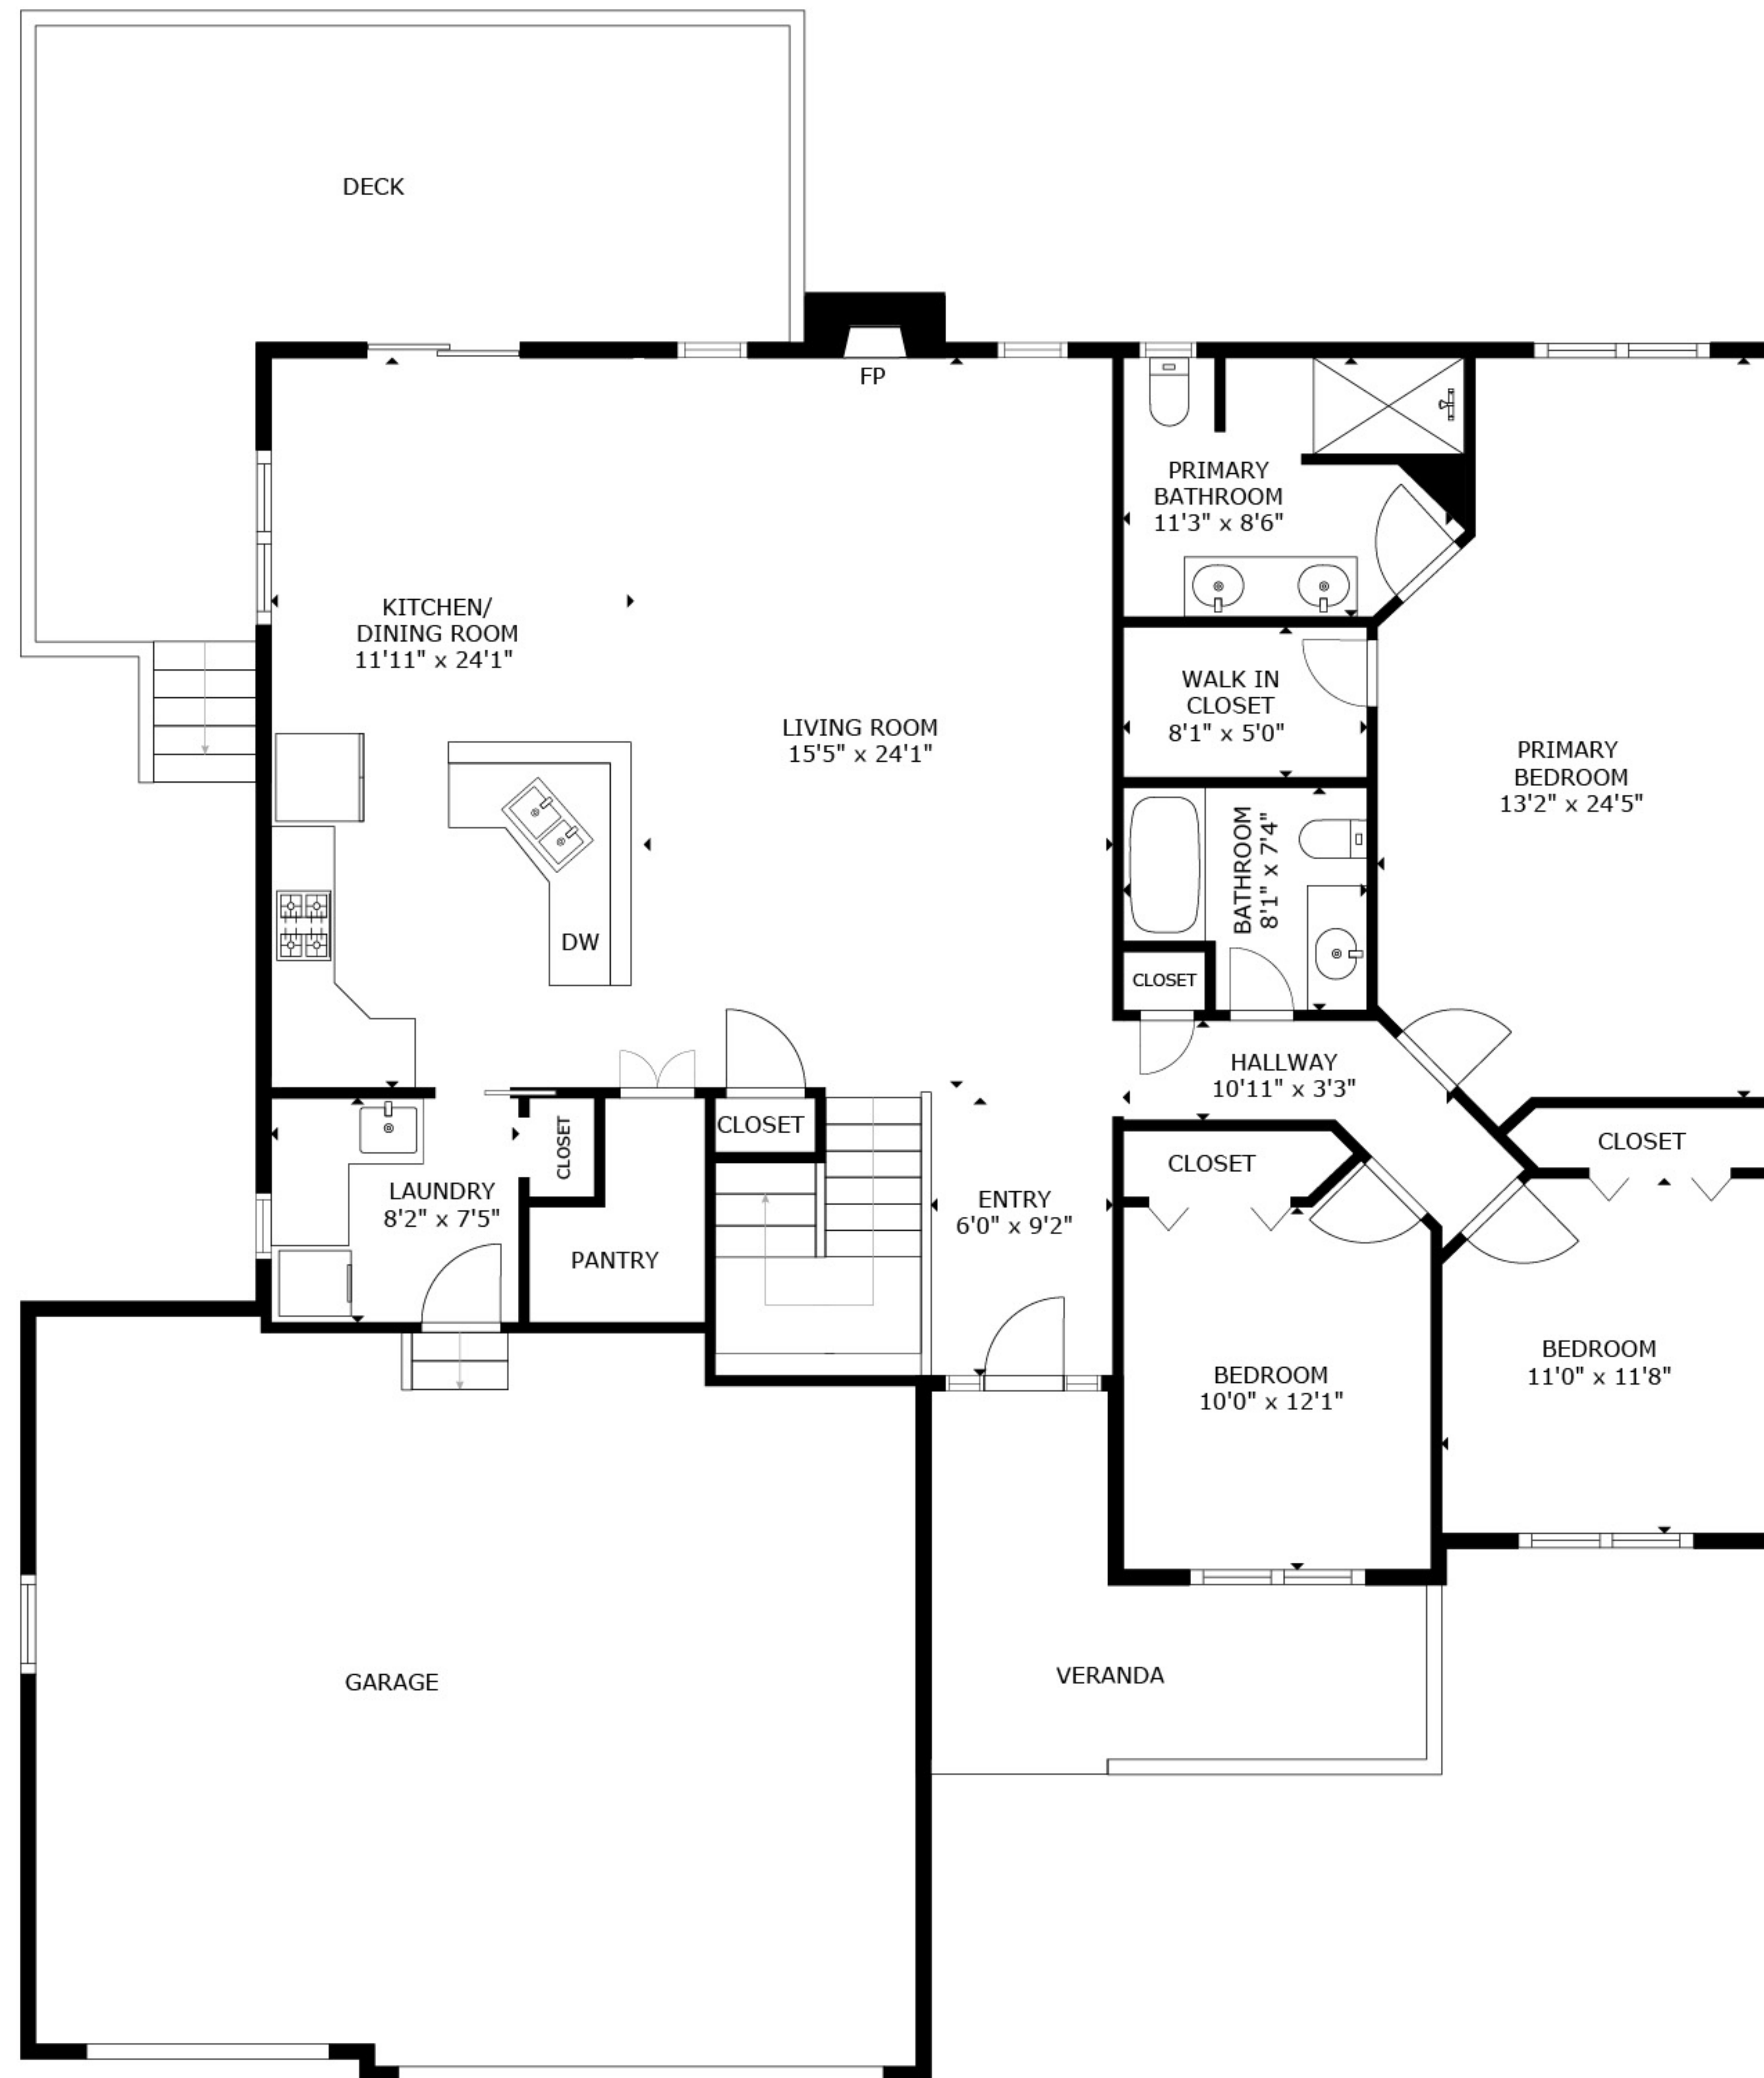 DECK
FP
PRIMARY
BATHROOM
11'3" x 8'6"
KITCHEN/
DINING ROOM
11'11" x 24'1"
WALK IN
CLOSET
8'1" x 5'0"
LIVING ROOM
15'5" x 24'1"
PRIMARY
BEDROOM
13'2" x 24'5"
BATHROOM
8'1" x 7'4"
DW
CLOSET
HALLWAY
10'11" x 3'3"
CLOSET
CLOSET
CLOSET
CLOSET
LAUNDRY
8'2" x 7'5"
ENTRY
6'0" x 9'2"
PANTRY
BEDROOM
10'0" x 12'1"
BEDROOM
11'0" x 11'8"
GARAGE
VERANDA